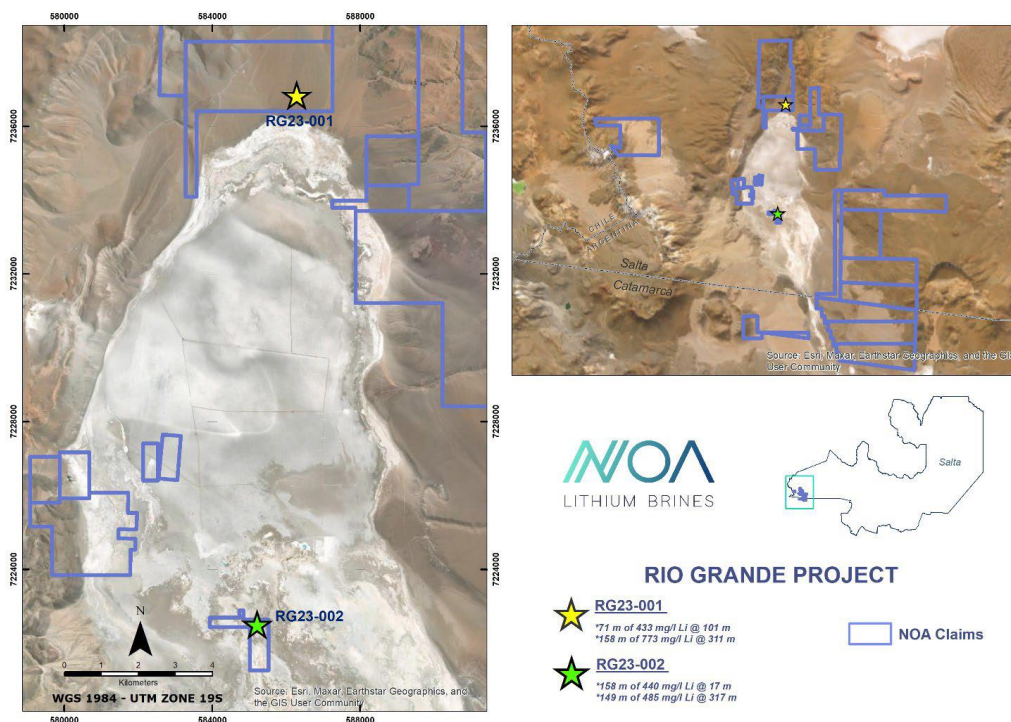 580000
584000
588000
7236000
7232000
7228000
7224000
7236000
7232000
7228000
7224000
RG23-001
RG23-002
N
0 1 2 3 4
Kilometers
WGS 1984 - UTM ZONE 19S
Source: Esri, Maxar, Earthstar Geographics, and
the GIS User Community
580000
584000
588000
CHILE
ARGENTINA
Salta
Catamarca
Source: Esri, Maxar, Earthstar Geographics, and the GIS
User Community
NOA
LITHIUM BRINES
Salta
RIO GRANDE PROJECT
RG23-001
*71 m of 433 mg/l Li @ 101 m
*158 m of 773 mg/l Li @ 311 m
RG23-002
*158 m of 440 mg/l Li @ 17 m
*149 m of 485 mg/l Li @ 317 m
NOA Claims